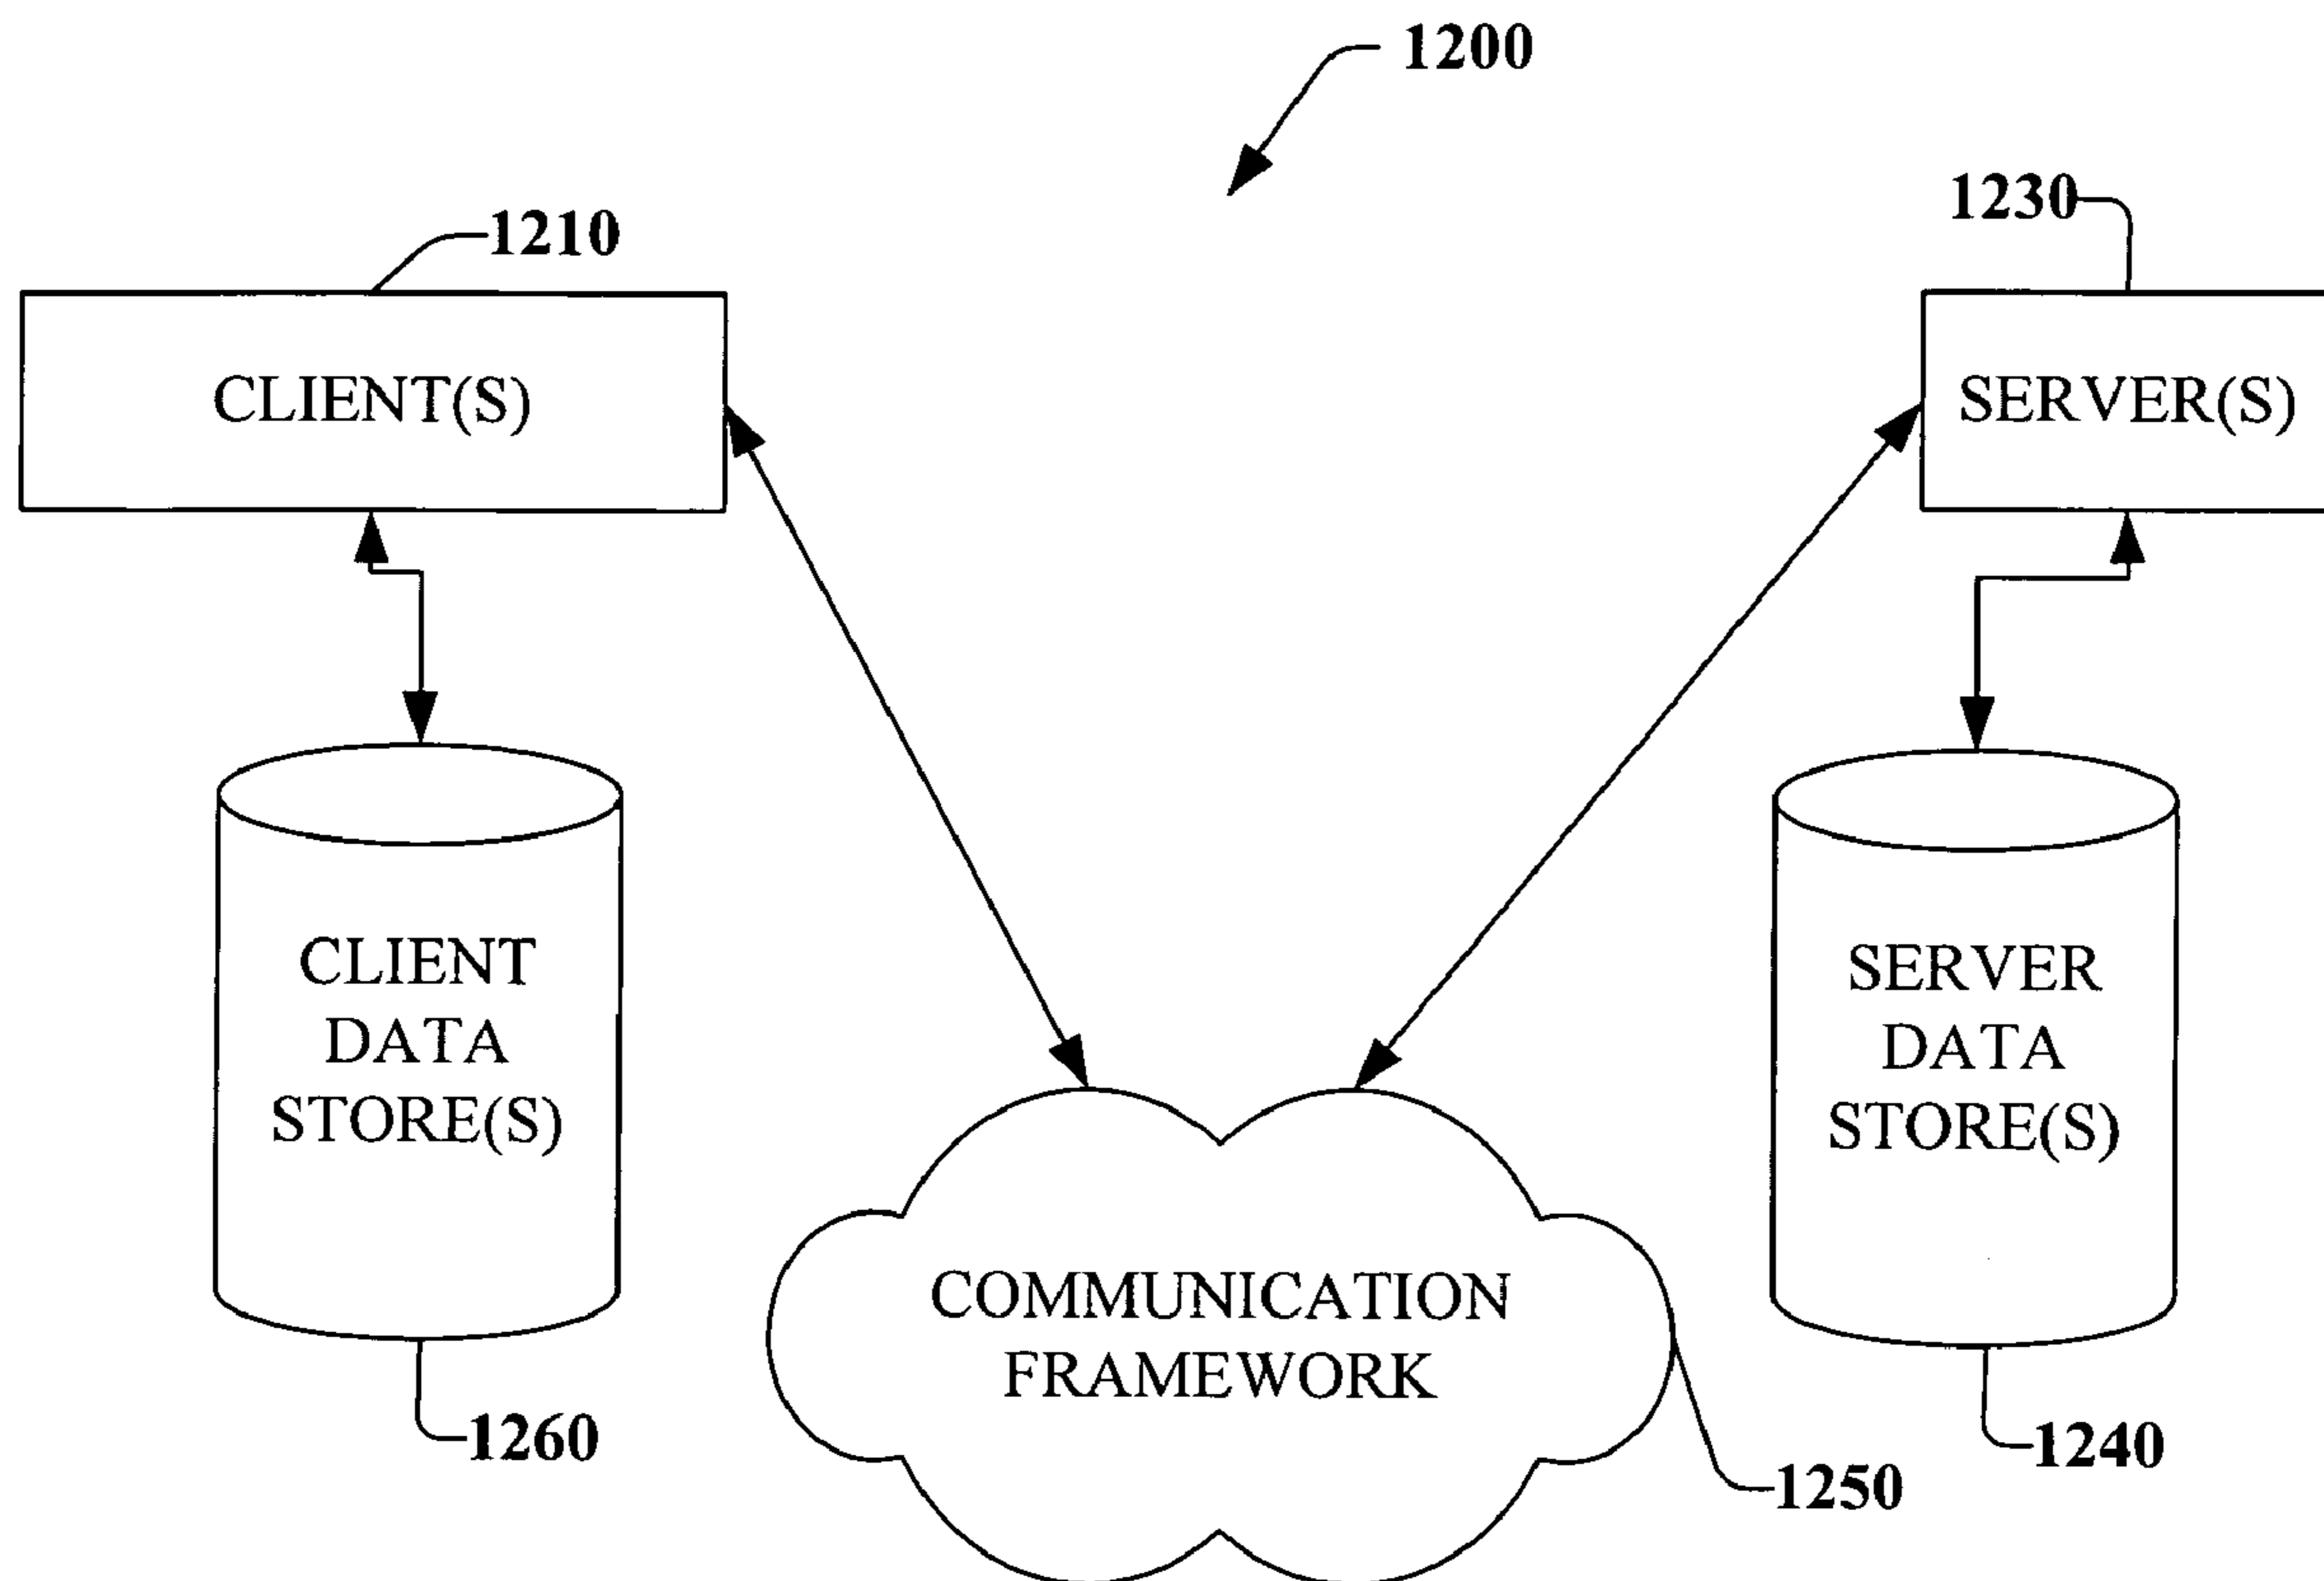 1200
1210
1230
CLIENT(S)
SERVER(S)
CLIENT
DATA
STORE(S)
SERVER
DATA
STORE(S)
COMMUNICATION
FRAMEWORK
1260
1240
1250